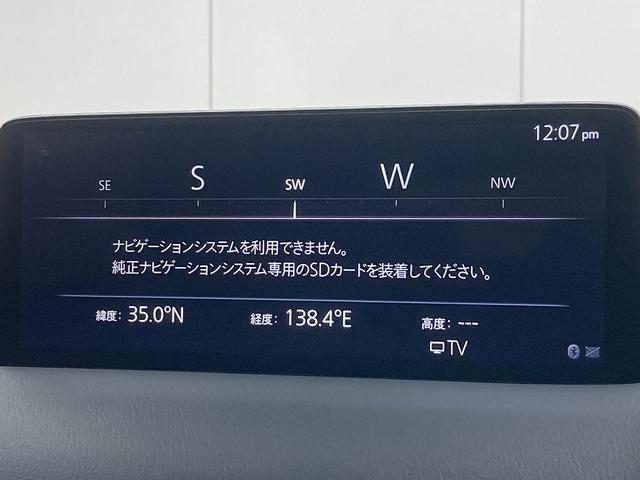 12:07 pm
SE S SW W NW
ナビゲーションシステムを利用できません。
純正ナビゲーションシステム専用のSDカードを装着してください。
緯度: 35.0°N 経度: 138.4°E 高度: ---
TV